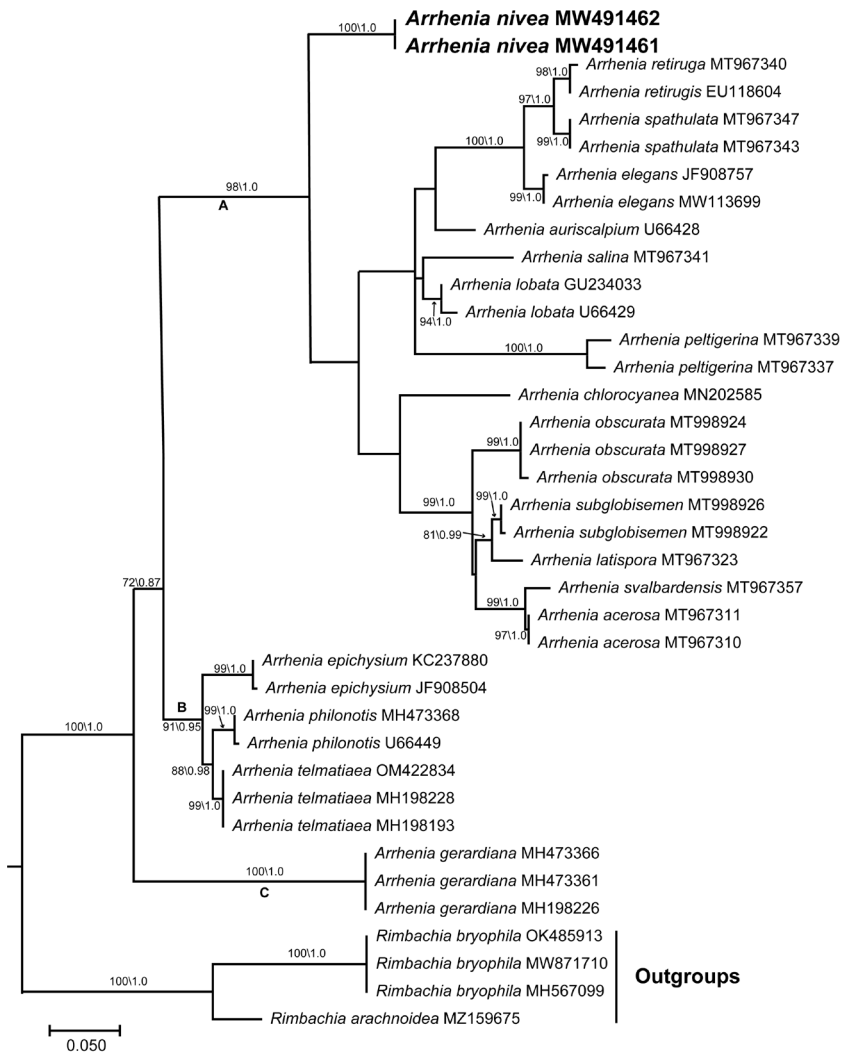 100\1.0
Arrhenia nivea MW491462
Arrhenia nivea MW491461
98\1.0
Arrhenia retiruga MT967340
97\1.0
Arrhenia retirugis EU118604
Arrhenia spathulata MT967347
100\1.0
99\1.0
Arrhenia spathulata MT967343
Arrhenia elegans JF908757
98\1.0
A
99\1.0
Arrhenia elegans MW113699
Arrhenia auriscalpium U66428
Arrhenia salina MT967341
Arrhenia lobata GU234033
Arrhenia lobata U66429
94\1.0
Arrhenia peltigerina MT967339
100\1.0
Arrhenia peltigerina MT967337
Arrhenia chlorocyanea MN202585
Arrhenia obscurata MT998924
99\1.0
Arrhenia obscurata MT998927
Arrhenia obscurata MT998930
99\1.0
99\1.0
Arrhenia subglobisemen MT998926
81\0.99
Arrhenia subglobisemen MT998922
Arrhenia latispora MT967323
72\0.87
Arrhenia svalbardensis MT967357
99\1.0
Arrhenia acerosa MT967311
97\1.0
Arrhenia acerosa MT967310
99\1.0
Arrhenia epichysium KC237880
Arrhenia epichysium JF908504
B
99\1.0
Arrhenia philonotis MH473368
100\1.0
91\0.95
Arrhenia philonotis U66449
88\0.98
Arrhenia telmatiaea OM422834
99\1.0
Arrhenia telmatiaea MH198228
Arrhenia telmatiaea MH198193
Arrhenia gerardiana MH473366
100\1.0
C
Arrhenia gerardiana MH473361
Arrhenia gerardiana MH198226
Rimbachia bryophila OK485913
100\1.0
Rimbachia bryophila MW871710
100\1.0
Rimbachia bryophila MH567099
Outgroups
Rimbachia arachnoidea MZ159675
0.050